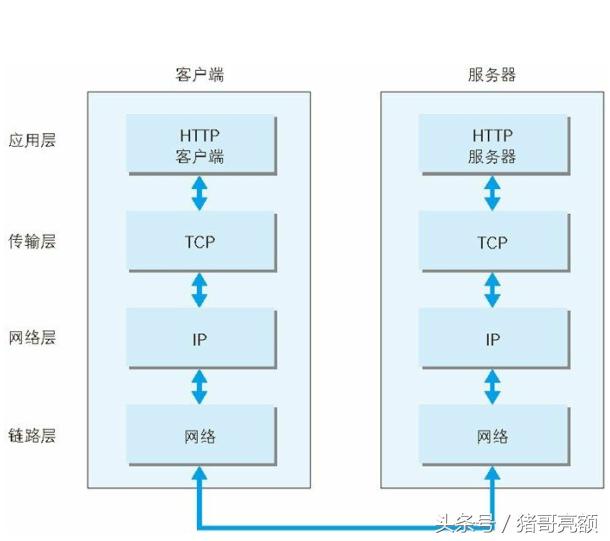 客户端 服务器
应用层 HTTP 客户端 HTTP 服务器
传输层 TCP TCP
网络层 IP IP
链路层 网络 网络
头条号 / 猪哥亮额